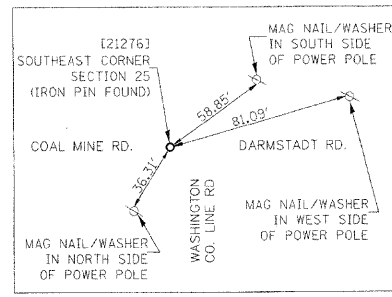 [21276]
SOUTHEAST CORNER
SECTION 25
(IRON PIN FOUND)
MAG NAIL/WASHER
IN SOUTH SIDE
OF POWER POLE
58.85'
81.09'
COAL MINE RD.
DARMSTADT RD.
36.31'
WASHINGTON
CO. LINE RD
MAG NAIL/WASHER
IN WEST SIDE
OF POWER POLE
MAG NAIL/WASHER
IN NORTH SIDE
OF POWER POLE